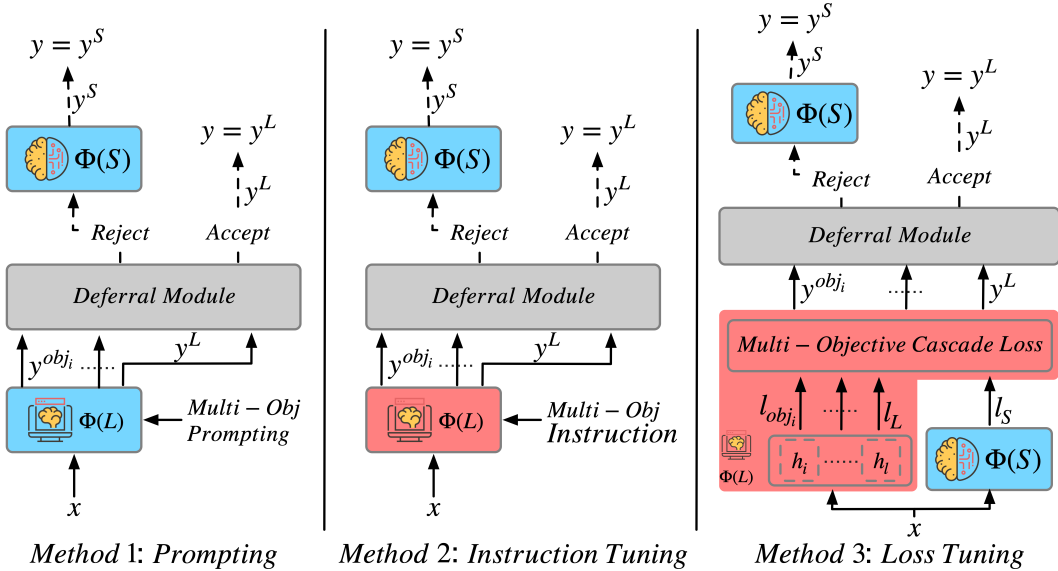 y = y^S
y^S
Φ(S)
y = y^L
y^L
Reject
Accept
Deferral Module
y^{obj_i}
......
y^L
Φ(L)
Multi − Obj
Prompting
x
Method 1: Prompting
y = y^S
y^S
Φ(S)
y = y^L
y^L
Reject
Accept
Deferral Module
y^{obj_i}
......
y^L
Φ(L)
Multi − Obj
Instruction
x
Method 2: Instruction Tuning
y = y^S
y^S
Φ(S)
y = y^L
y^L
Reject
Accept
Deferral Module
y^{obj_i}
......
y^L
Multi − Objective Cascade Loss
l_{obj_i}
......
l_L
l_S
Φ(L)
h_i ...... h_l
Φ(S)
x
Method 3: Loss Tuning